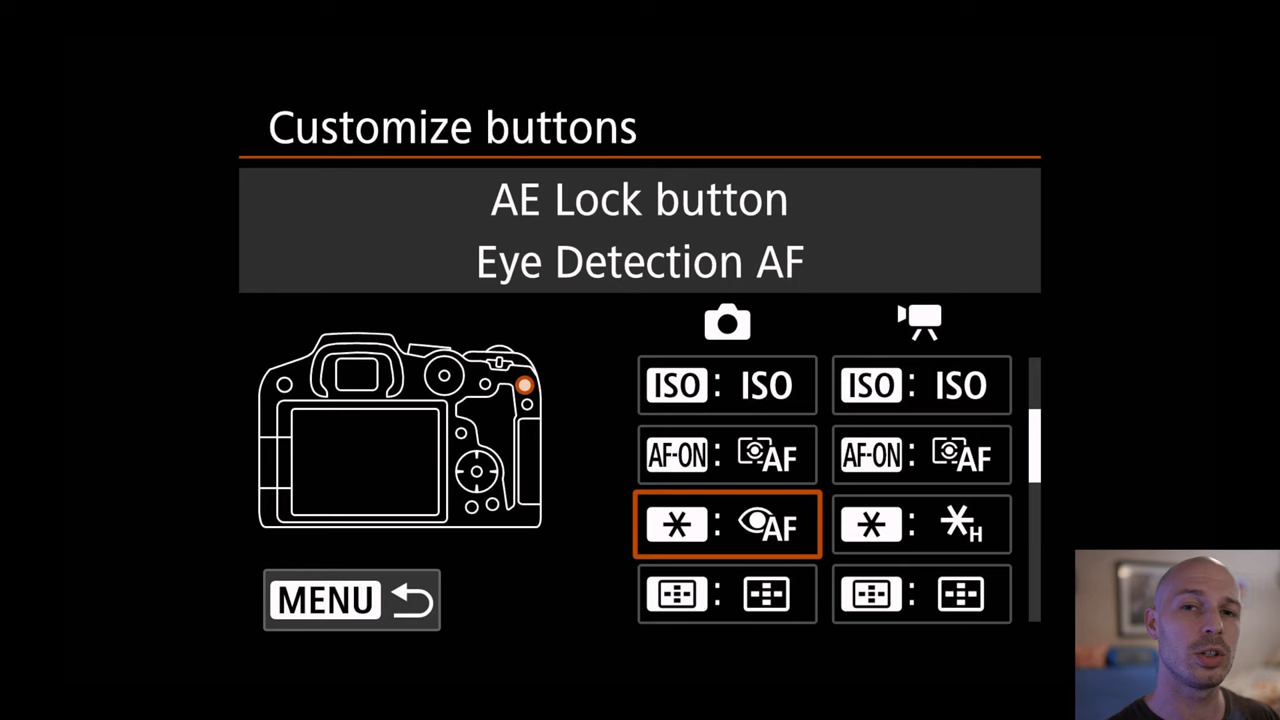 Customize buttons
AE Lock button
Eye Detection AF
ISO : ISO ISO : ISO
AF-ON : AF AF-ON : AF
* : AF * : *H
: :
MENU